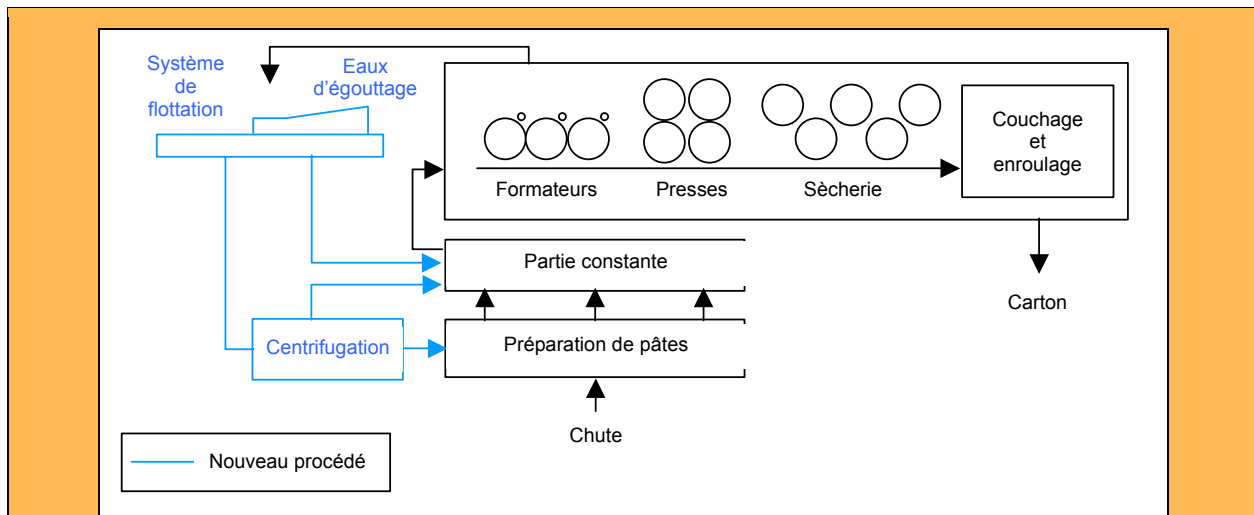 Système
de
flottation
Eaux
d'égouttage
Formateurs
Presses
Sècherie
Couchage
et
enroulage
Partie constante
Carton
Centrifugation
Préparation de pâtes
Chute
Nouveau procédé